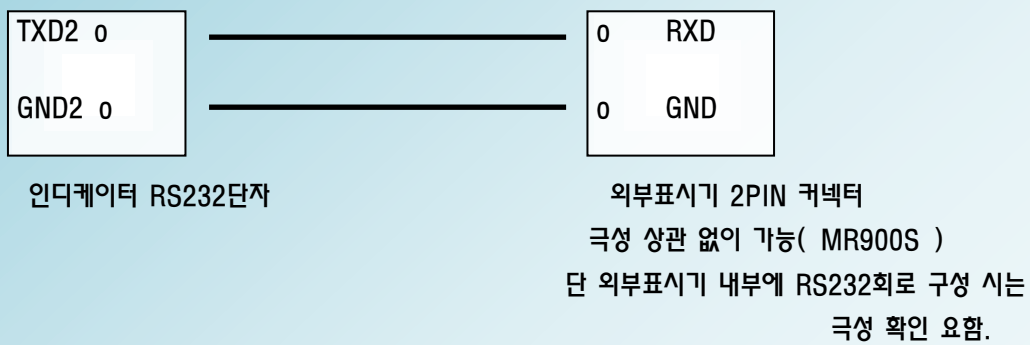 TXD2 o
o RXD
GND2 o
o GND
인디케이터 RS232단자
외부표시기 2PIN 커넥터
극성 상관 없이 가능( MR900S )
단 외부표시기 내부에 RS232회로 구성 시는
극성 확인 요함.